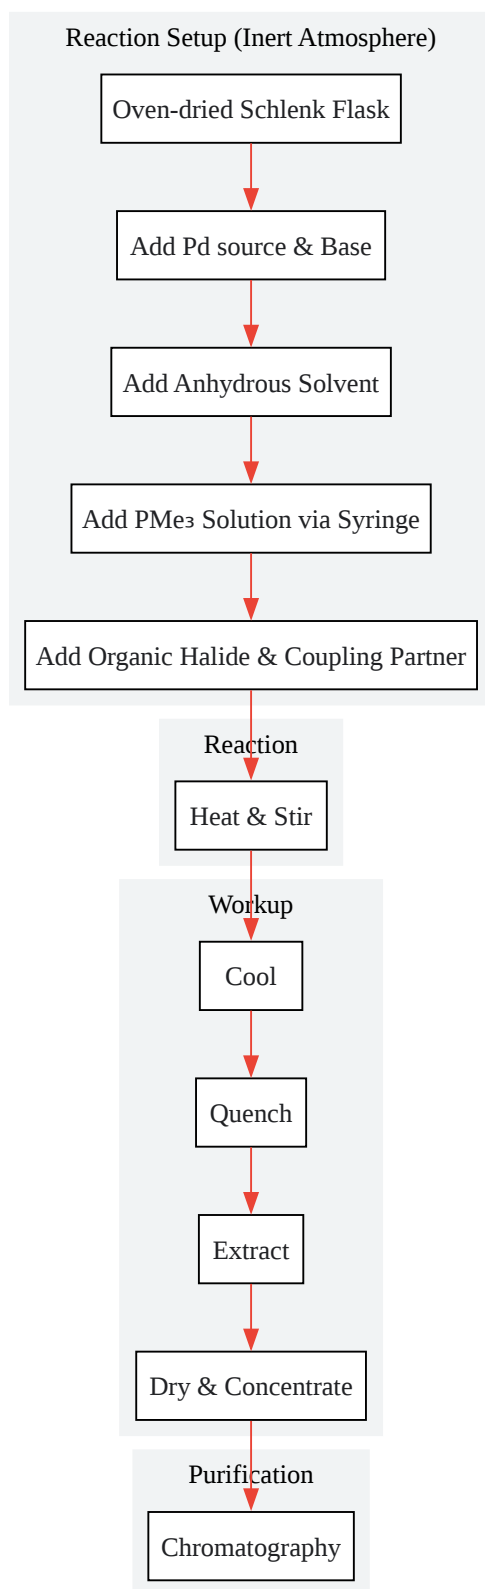 Reaction Setup (Inert Atmosphere)
Oven-dried Schlenk Flask
Add Pd source & Base
Add Anhydrous Solvent
Add PMe₃ Solution via Syringe
Add Organic Halide & Coupling Partner
Reaction
Heat & Stir
Workup
Cool
Quench
Extract
Dry & Concentrate
Purification
Chromatography